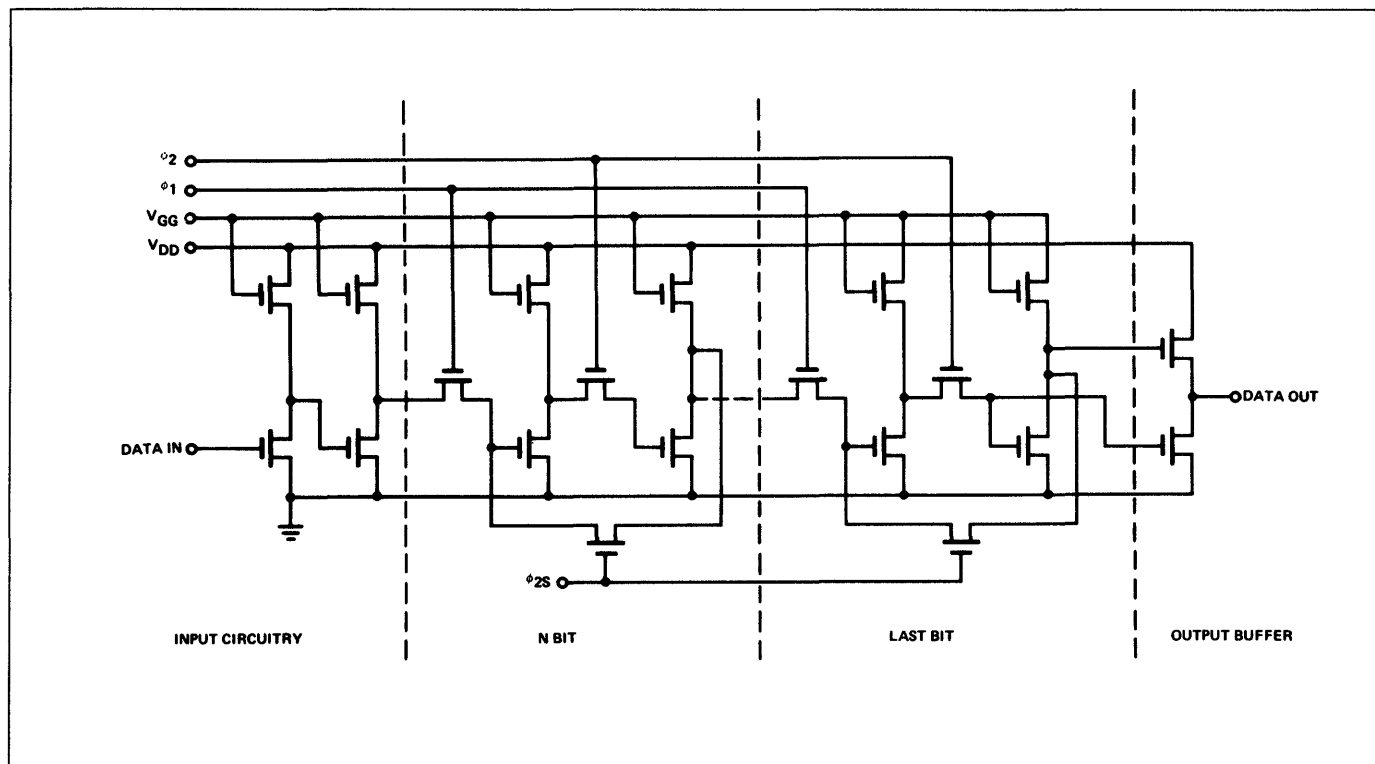 φ2
φ1
VGG
VDD
DATA IN
DATA OUT
φ2S
INPUT CIRCUITRY
N BIT
LAST BIT
OUTPUT BUFFER